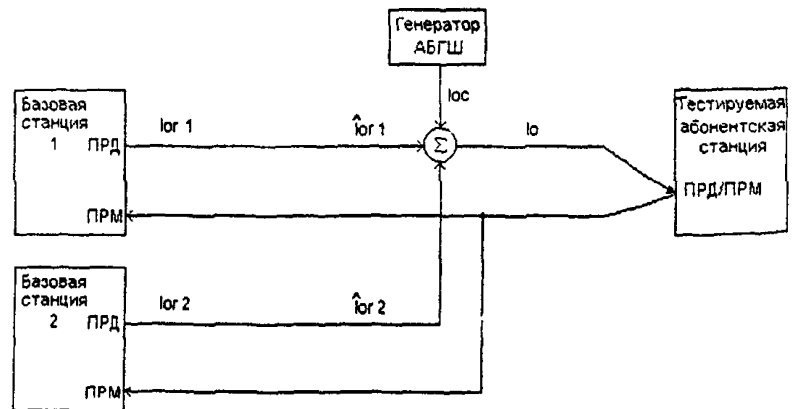 Генератор
АБГШ
Ioc
Базовая
станция
1
ПРД
Ior 1
Îor 1
Σ
Io
Тестируемая
абонентская
станция
ПРД/ПРМ
ПРМ
Базовая
станция
2
ПРД
Ior 2
Îor 2
ПРМ